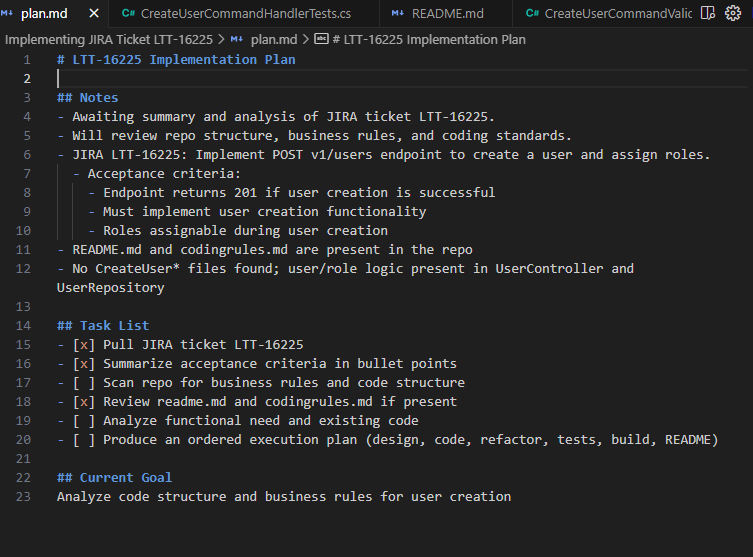 M↓ plan.md ×
C# CreateUserCommandHandlerTests.cs
M↓ README.md
C# CreateUserCommandValic
Implementing JIRA Ticket LTT-16225 > M↓ plan.md > abc # LTT-16225 Implementation Plan
1 # LTT-16225 Implementation Plan
2
3 ## Notes
4 - Awaiting summary and analysis of JIRA ticket LTT-16225.
5 - Will review repo structure, business rules, and coding standards.
6 - JIRA LTT-16225: Implement POST v1/users endpoint to create a user and assign roles.
7 - Acceptance criteria:
8 - Endpoint returns 201 if user creation is successful
9 - Must implement user creation functionality
10 - Roles assignable during user creation
11 - README.md and codingrules.md are present in the repo
12 - No CreateUser* files found; user/role logic present in UserController and
UserRepository
13
14 ## Task List
15 - [x] Pull JIRA ticket LTT-16225
16 - [x] Summarize acceptance criteria in bullet points
17 - [ ] Scan repo for business rules and code structure
18 - [x] Review readme.md and codingrules.md if present
19 - [ ] Analyze functional need and existing code
20 - [ ] Produce an ordered execution plan (design, code, refactor, tests, build, README)
21
22 ## Current Goal
23 Analyze code structure and business rules for user creation